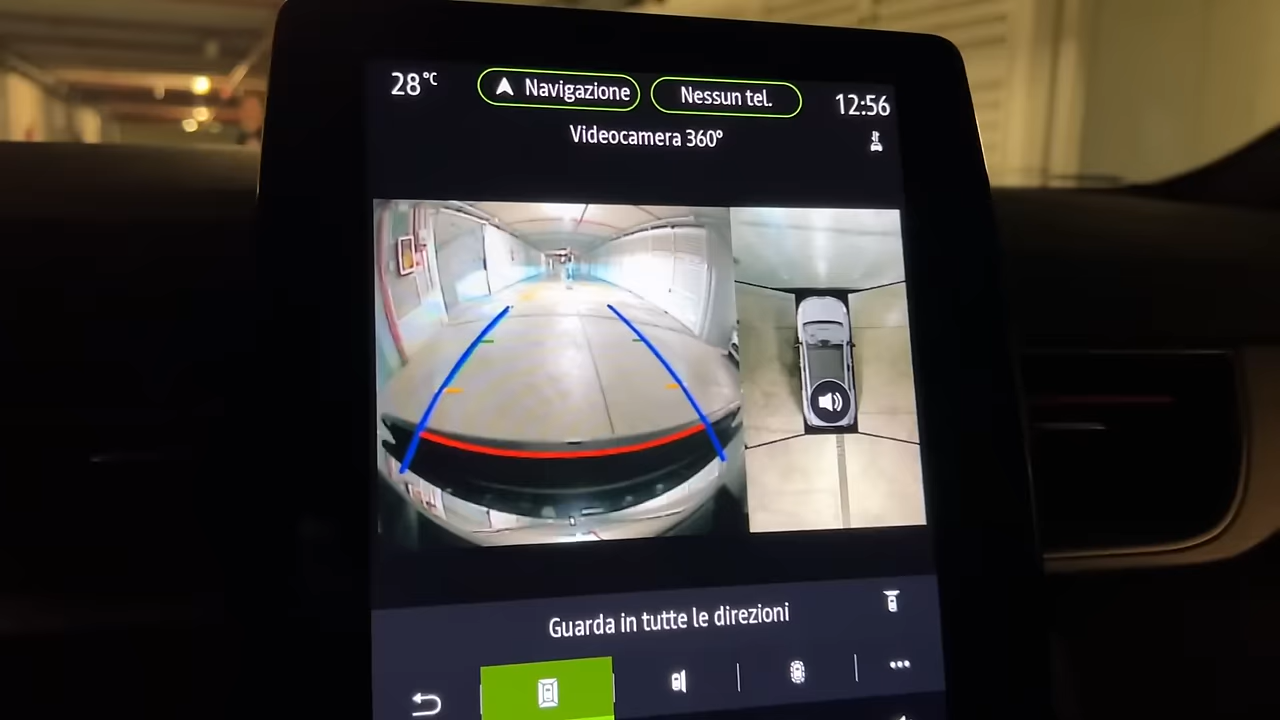 28°C
Navigazione
Nessun tel.
12:56
Videocamera 360°
Guarda in tutte le direzioni